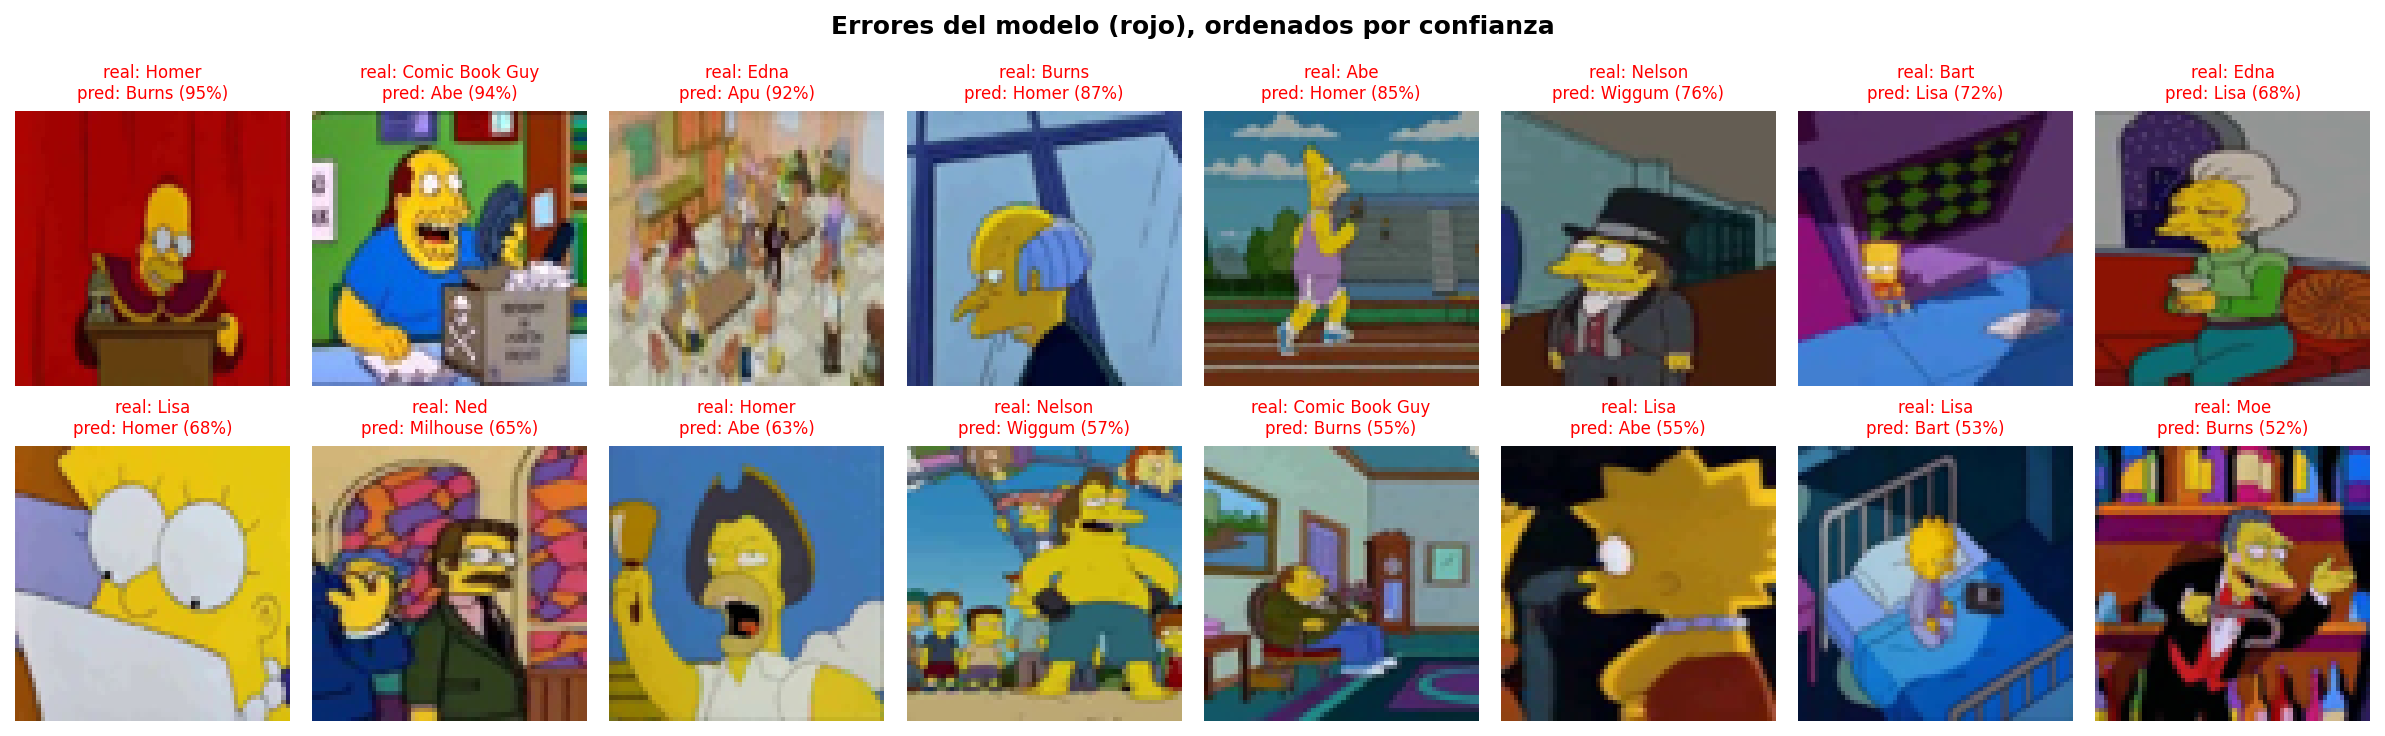 Errores del modelo (rojo), ordenados por confianza
real: Homer
pred: Burns (95%)
real: Comic Book Guy
pred: Abe (94%)
real: Edna
pred: Apu (92%)
real: Burns
pred: Homer (87%)
real: Abe
pred: Homer (85%)
real: Nelson
pred: Wiggum (76%)
real: Bart
pred: Lisa (72%)
real: Edna
pred: Lisa (68%)
real: Lisa
pred: Homer (68%)
real: Ned
pred: Milhouse (65%)
real: Homer
pred: Abe (63%)
real: Nelson
pred: Wiggum (57%)
real: Comic Book Guy
pred: Burns (55%)
real: Lisa
pred: Abe (55%)
real: Lisa
pred: Bart (53%)
real: Moe
pred: Burns (52%)